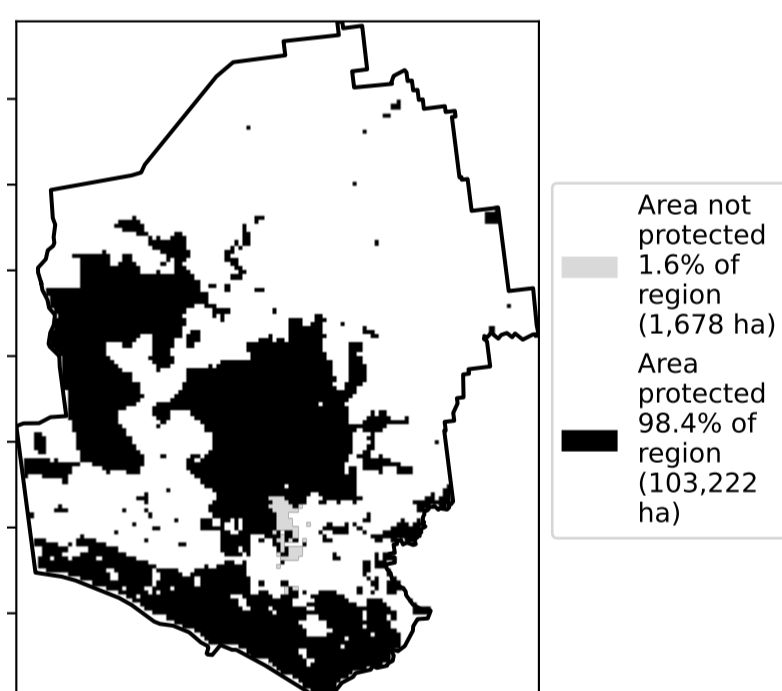 Area not
protected
1.6% of
region
(1,678 ha)
Area
protected
98.4% of
region
(103,222
ha)